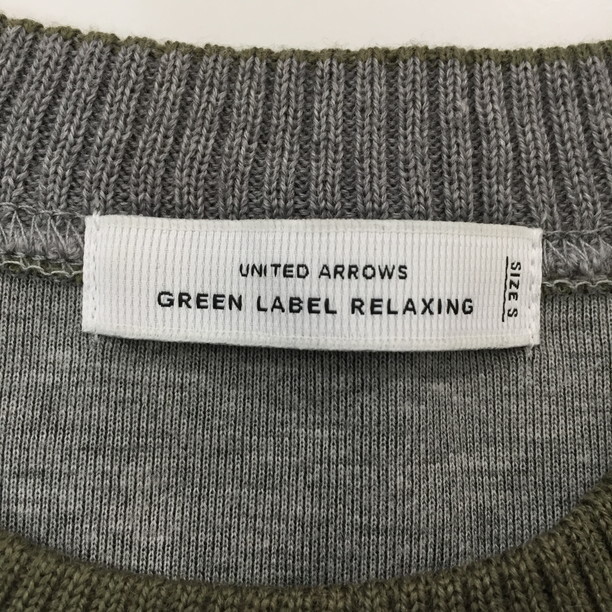 UNITED ARROWS
GREEN LABEL RELAXING
SIZE S